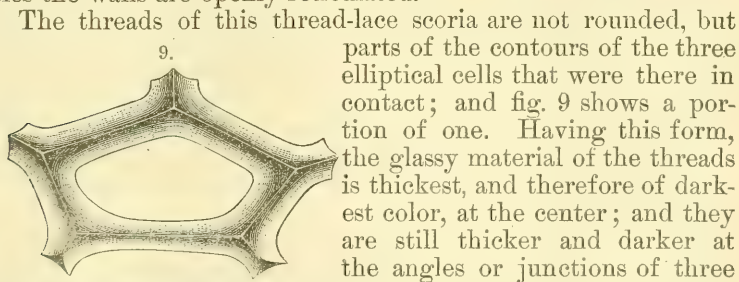 The threads of this thread-lace scoria are not rounded, but
9.
parts of the contours of the three
elliptical cells that were there in
contact; and fig. 9 shows a por-
tion of one. Having this form,
the glassy material of the threads
is thickest, and therefore of dark-
est color, at the center; and they
are still thicker and darker at
the angles or junctions of three